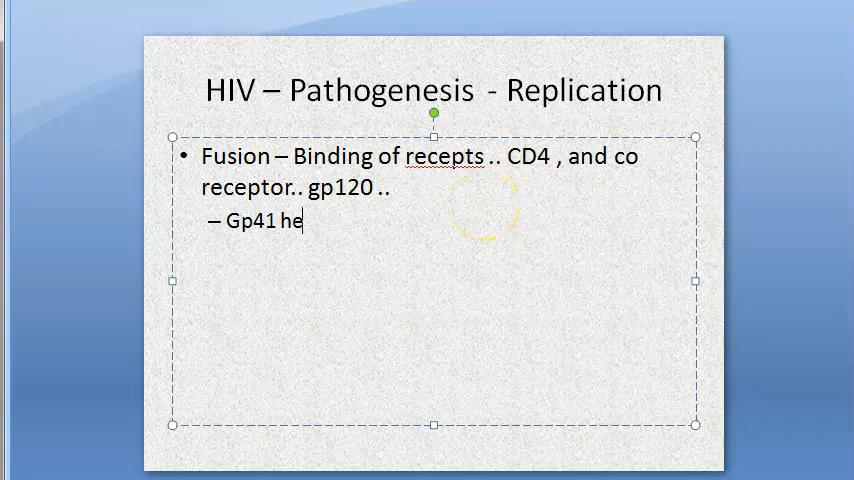 HIV – Pathogenesis - Replication
• Fusion – Binding of recepts .. CD4 , and co
receptor.. gp120 ..
– Gp41 he